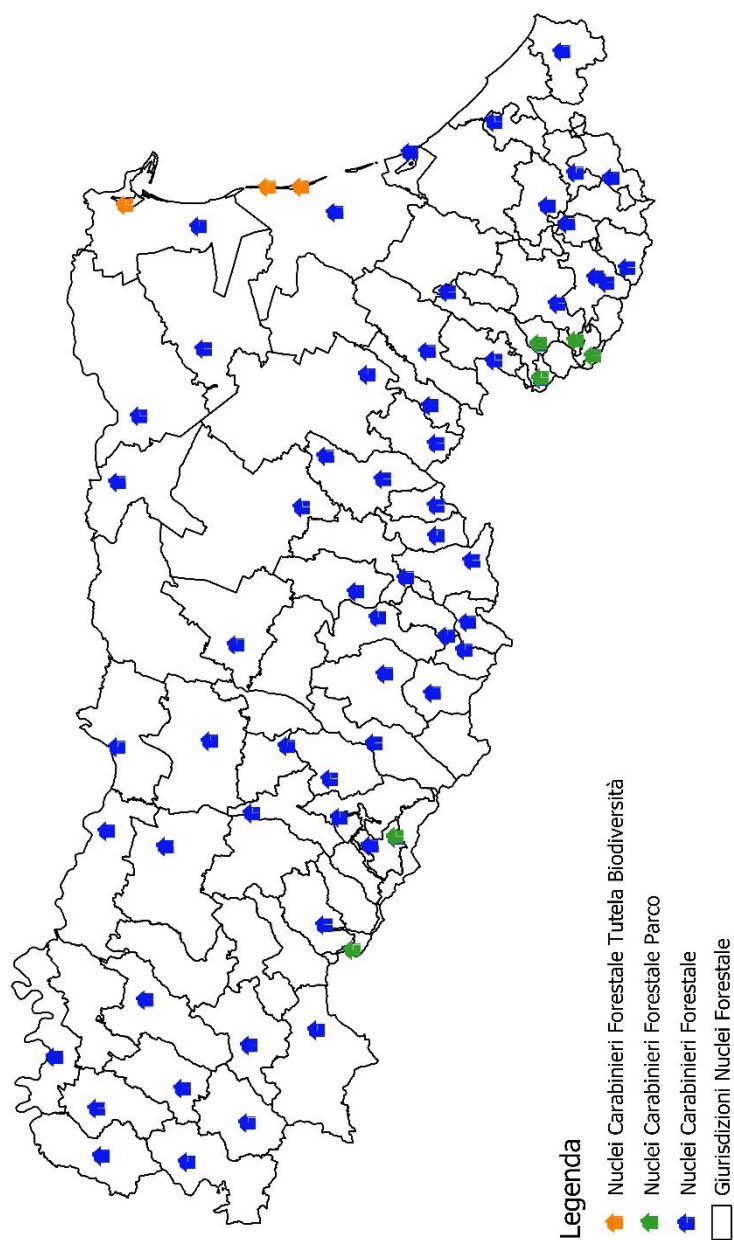 Legenda
Nuclei Carabinieri Forestale Tutela Biodiversità
Nuclei Carabinieri Forestale Parco
Nuclei Carabinieri Forestale
Giurisdizioni Nuclei Forestale